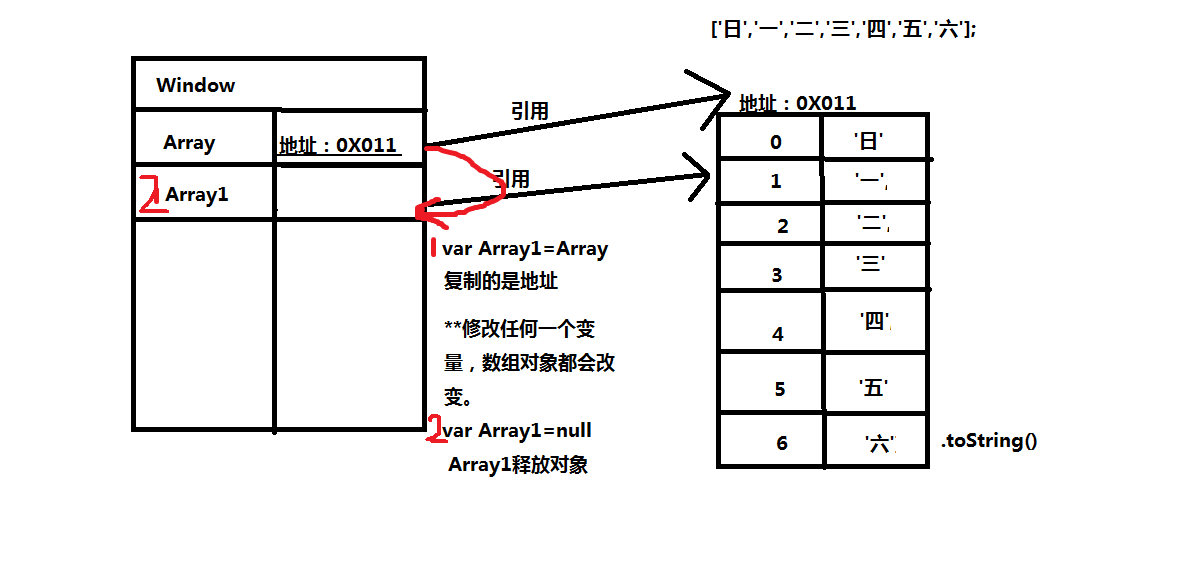 ['日','一','二','三','四','五','六'];
Window
引用
地址：0X011
Array
地址：0X011
0
'日'
2
Array1
引用
1
'一',
2
'二',
1
var Array1=Array
复制的是地址
3
'三'
**修改任何一个变
量，数组对象都会改
变。
4
'四',
5
'五'
2
var Array1=null
Array1释放对象
6
'六',
.toString()